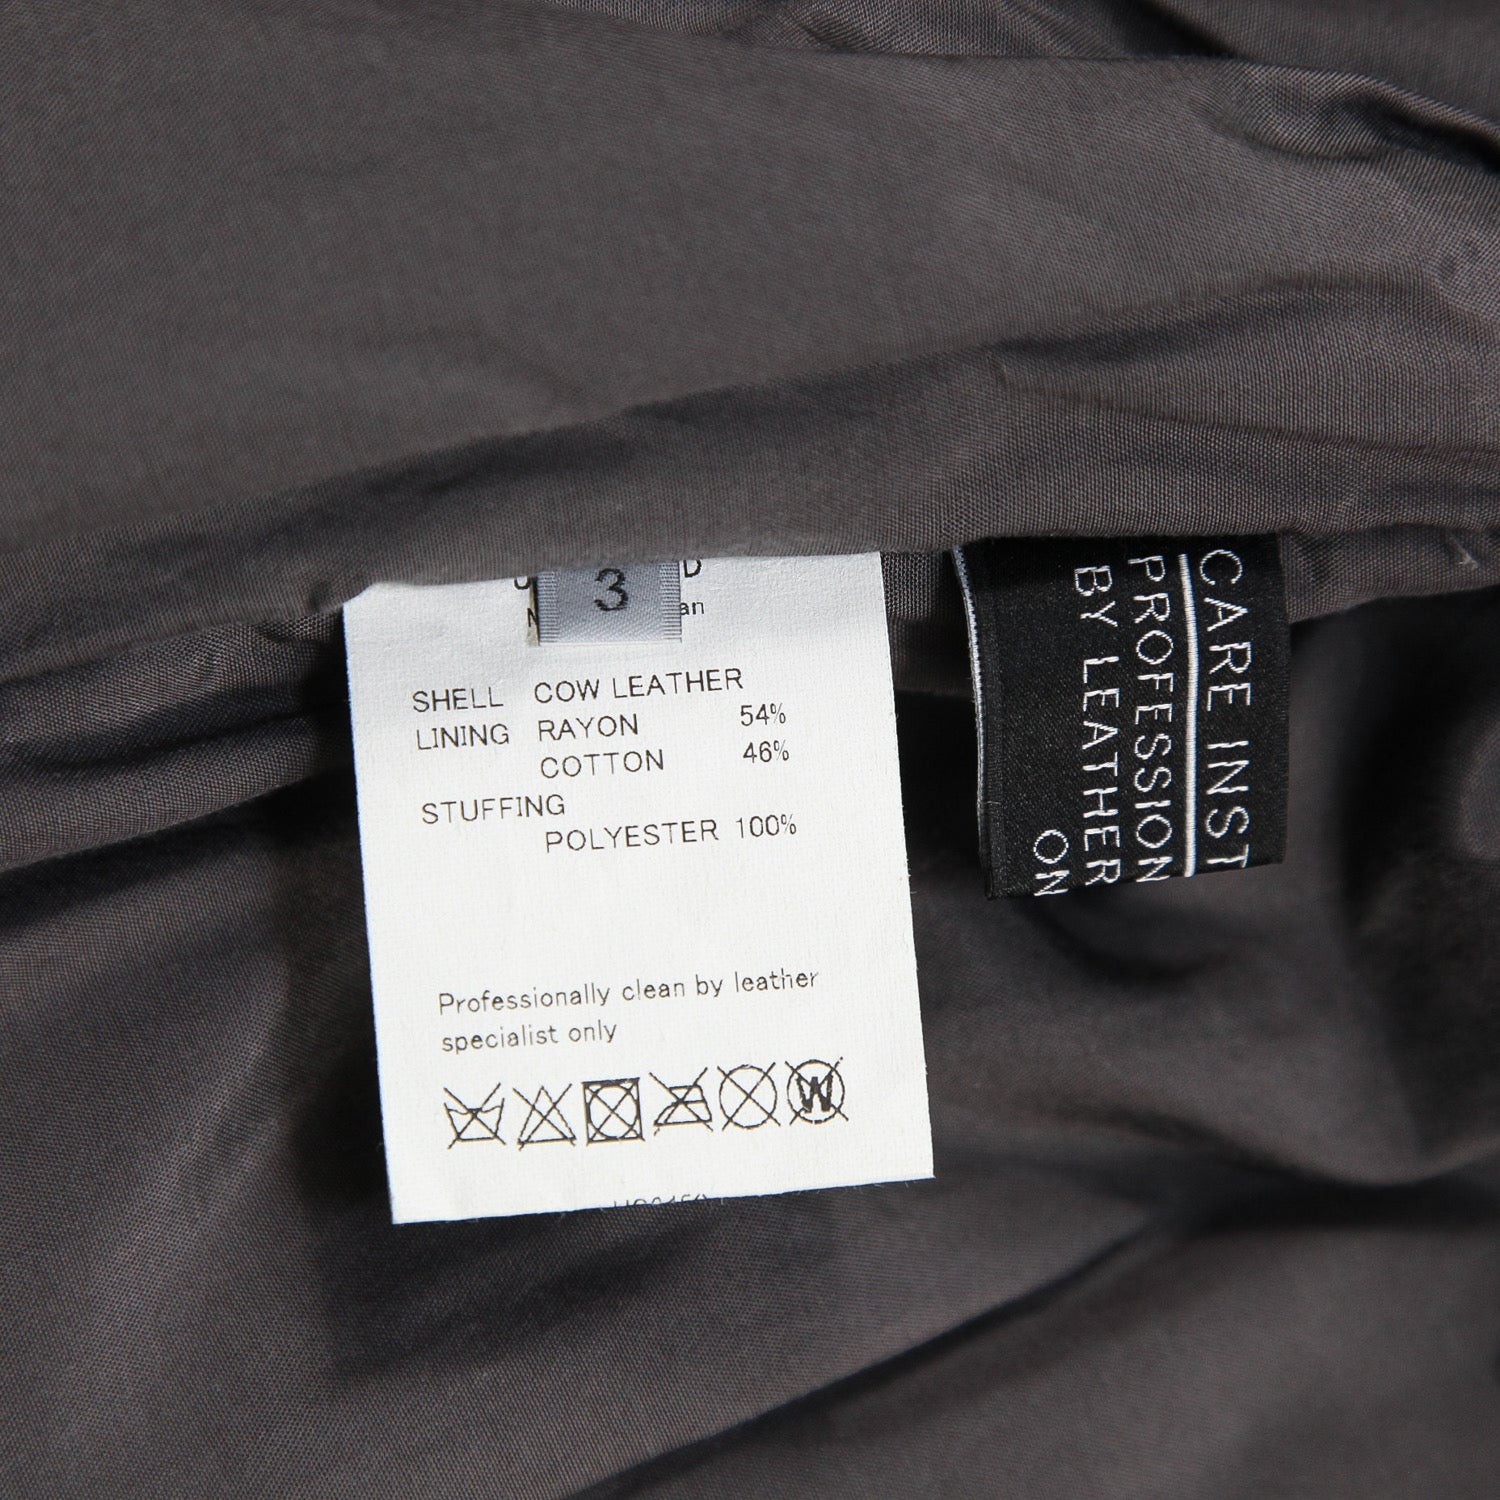 3
SHELL COW LEATHER
LINING RAYON 54%
COTTON 46%
STUFFING
POLYESTER 100%
Professionally clean by leather
specialist only
W
CARE INST
PROFESSION
BY LEATHER
ON